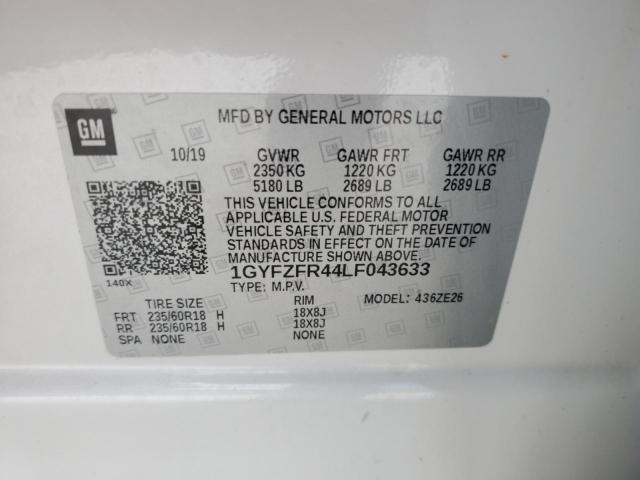 GM
MFD BY GENERAL MOTORS LLC
10/19 GVWR GAWR FRT GAWR RR
2350 KG 1220 KG 1220 KG
5180 LB 2689 LB 2689 LB
THIS VEHICLE CONFORMS TO ALL
APPLICABLE U.S. FEDERAL MOTOR
VEHICLE SAFETY AND THEFT PREVENTION
STANDARDS IN EFFECT ON THE DATE OF
MANUFACTURE SHOWN ABOVE.
1GYFZFR44LF043633
140X TYPE: M.P.V.
TIRE SIZE RIM MODEL: 436ZE26
FRT 235/60R18 H 18X8J
RR 235/60R18 H 18X8J
SPA NONE NONE